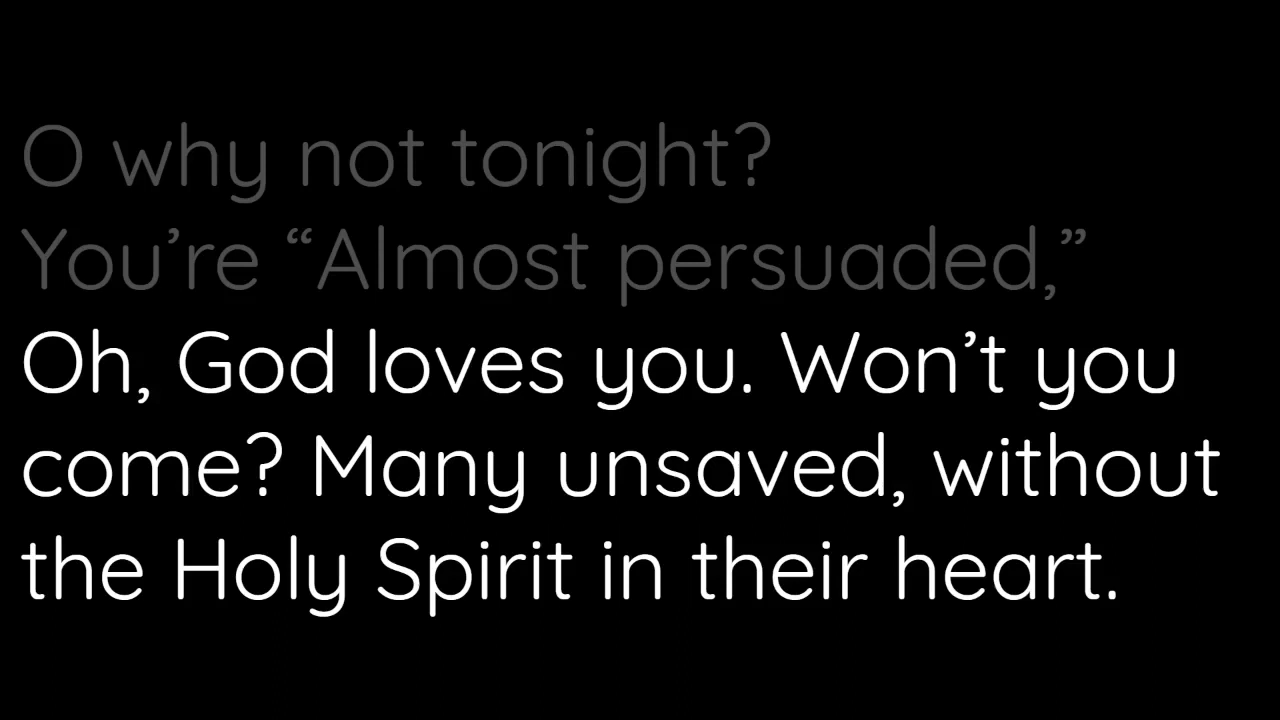 O why not tonight?
You’re “Almost persuaded,”
Oh, God loves you. Won’t you
come? Many unsaved, without
the Holy Spirit in their heart.